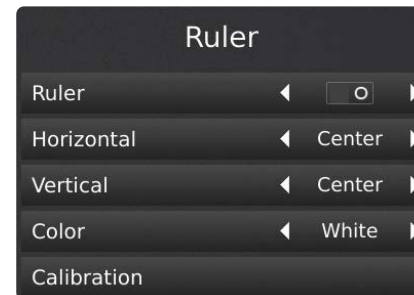 Ruler
Ruler O
Horizontal Center
Vertical Center
Color White
Calibration